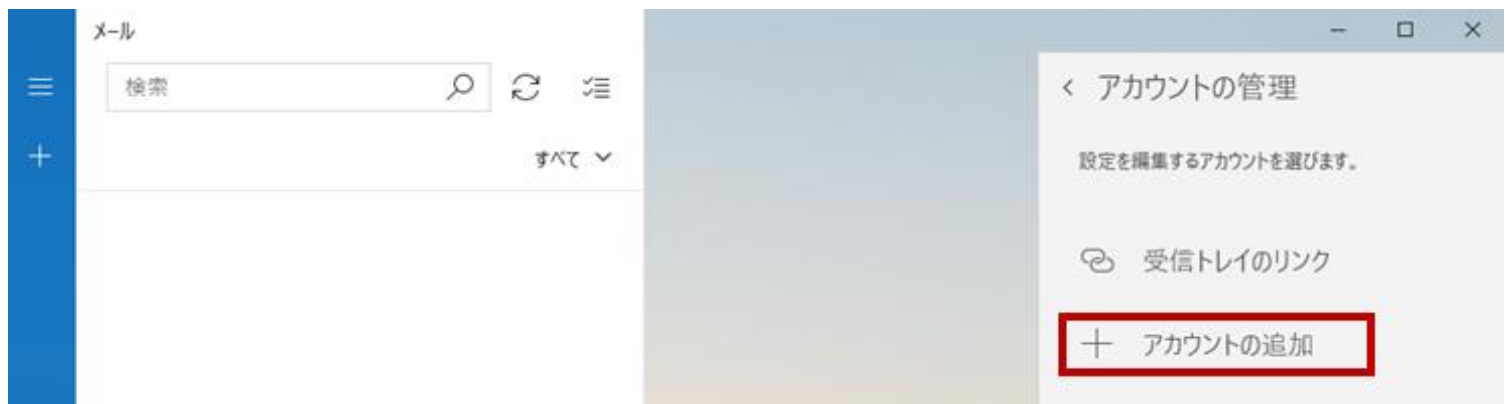 メール
検索
すべて
アカウントの管理
設定を編集するアカウントを選びます。
受信トレイのリンク
アカウントの追加